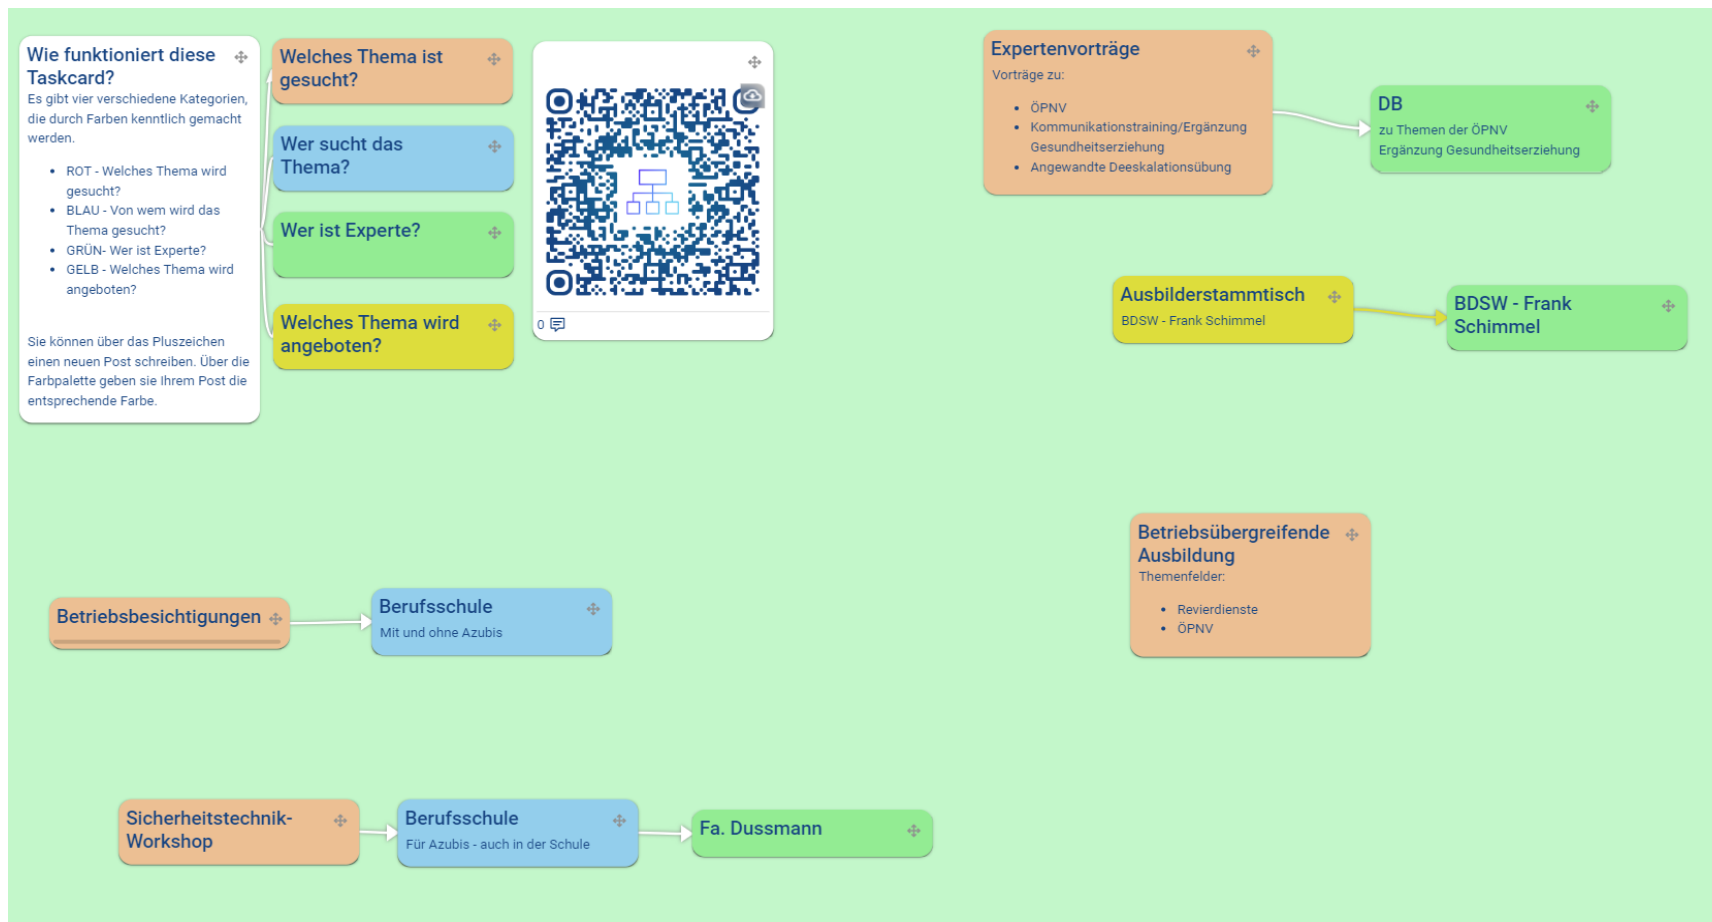 Wie funktioniert diese
Taskcard?
Es gibt vier verschiedene Kategorien,
die durch Farben kenntlich gemacht
werden.
• ROT - Welches Thema wird
gesucht?
• BLAU - Von wem wird das
Thema gesucht?
• GRÜN- Wer ist Experte?
• GELB - Welches Thema wird
angeboten?
Sie können über das Pluszeichen
einen neuen Post schreiben. Über die
Farbpalette geben sie Ihrem Post die
entsprechende Farbe.
Welches Thema ist
gesucht?
Wer sucht das
Thema?
Wer ist Experte?
Welches Thema wird
angeboten?
0
Expertenvorträge
Vorträge zu:
• ÖPNV
• Kommunikationstraining/Ergänzung
Gesundheitserziehung
• Angewandte Deeskalationsübung
DB
zu Themen der ÖPNV
Ergänzung Gesundheitserziehung
Ausbilderstammtisch
BDSW - Frank Schimmel
BDSW - Frank
Schimmel
Betriebsübergreifende
Ausbildung
Themenfelder:
• Revierdienste
• ÖPNV
Betriebsbesichtigungen
Berufsschule
Mit und ohne Azubis
Sicherheitstechnik-
Workshop
Berufsschule
Für Azubis - auch in der Schule
Fa. Dussmann